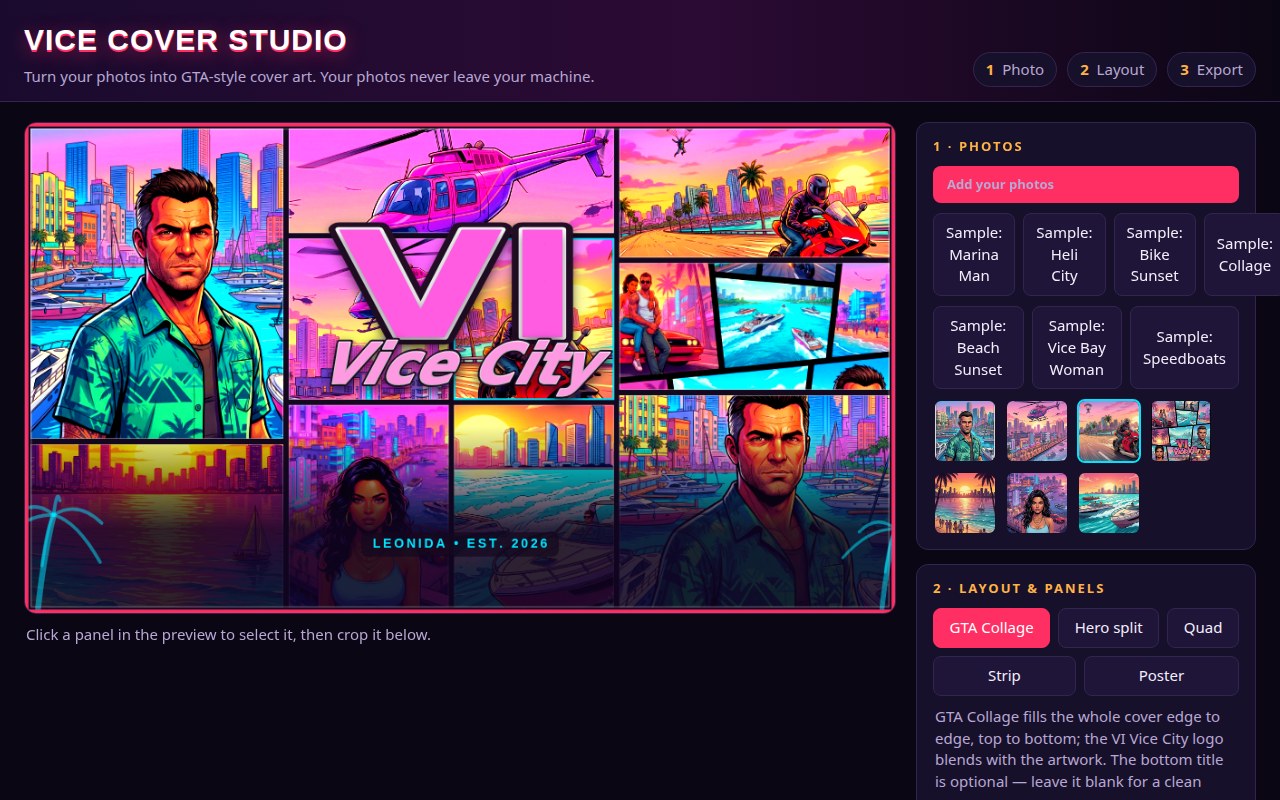 VICE COVER STUDIO
Turn your photos into GTA-style cover art. Your photos never leave your machine.
1 Photo
2 Layout
3 Export
VI
Vice City
LEONIDA • EST. 2026
Click a panel in the preview to select it, then crop it below.
1 · PHOTOS
Add your photos
Sample:
Marina
Man
Sample:
Heli
City
Sample:
Bike
Sunset
Sample:
Collage
Sample:
Beach
Sunset
Sample:
Vice Bay
Woman
Sample:
Speedboats
2 · LAYOUT & PANELS
GTA Collage
Hero split
Quad
Strip
Poster
GTA Collage fills the whole cover edge to
edge, top to bottom; the VI Vice City logo
blends with the artwork. The bottom title
is optional — leave it blank for a clean